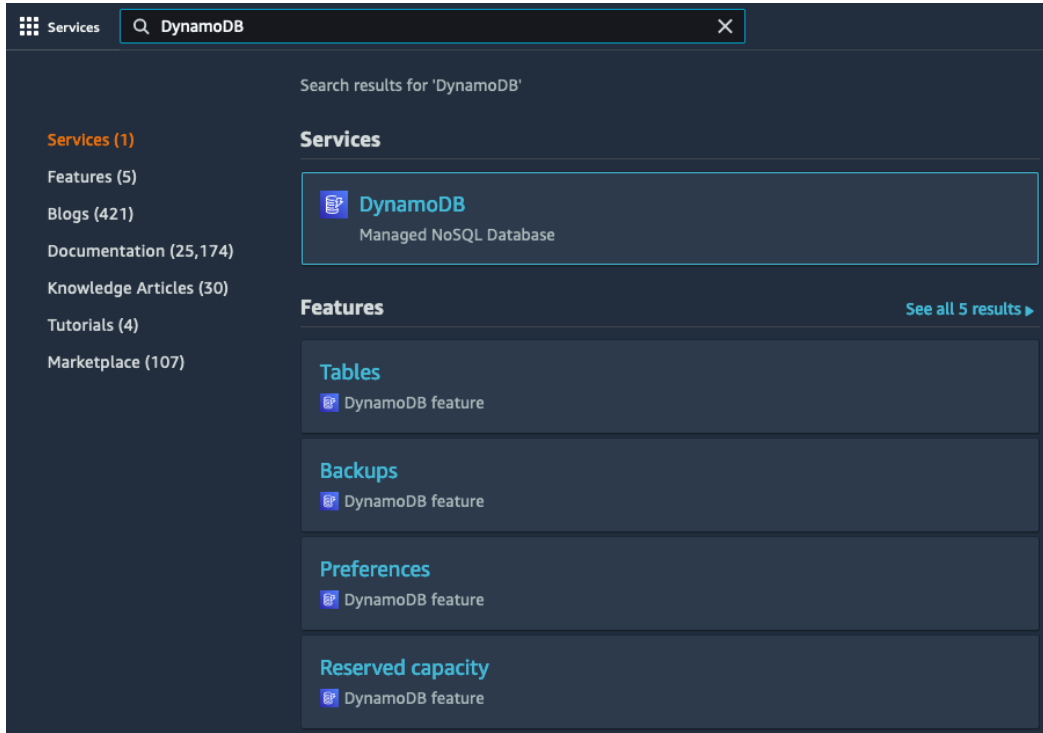 Services
DynamoDB
Search results for 'DynamoDB'
Services (1)
Features (5)
Blogs (421)
Documentation (25,174)
Knowledge Articles (30)
Tutorials (4)
Marketplace (107)
Services
DynamoDB
Managed NoSQL Database
Features
See all 5 results
Tables
DynamoDB feature
Backups
DynamoDB feature
Preferences
DynamoDB feature
Reserved capacity
DynamoDB feature